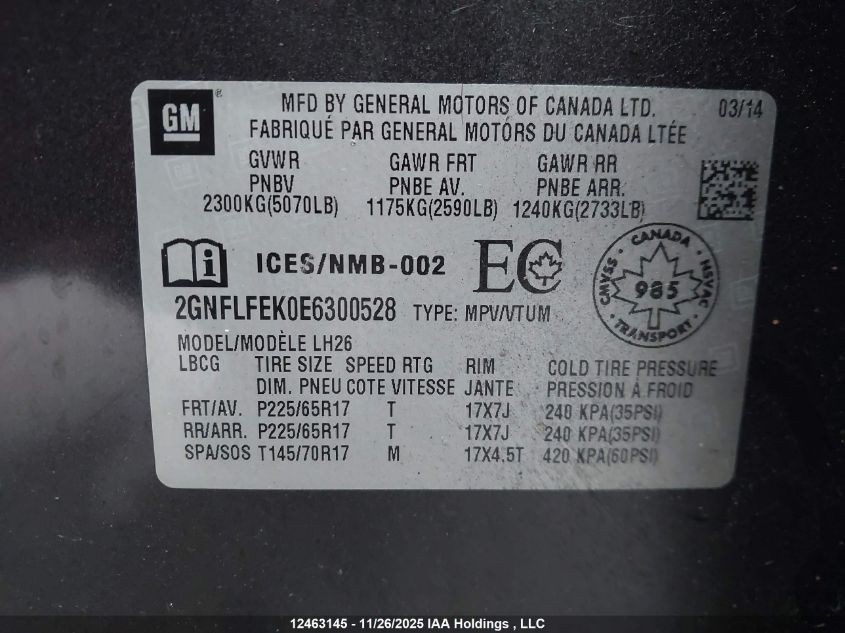 GM® MFD BY GENERAL MOTORS OF CANADA LTD. 03/14
FABRIQUÉ PAR GENERAL MOTORS DU CANADA LTÉE
GVWR GAWR FRT GAWR RR
PNBV PNBE AV. PNBE ARR.
2300KG(5070LB) 1175KG(2590LB) 1240KG(2733LB)
i ICES/NMB-002 EC
CANADA
CMVSS 985 NSVAC
TRANSPORT
2GNFLFEK0E6300528 TYPE: MPV/VTUM
MODEL/MODÈLE LH26
LBCG TIRE SIZE SPEED RTG RIM COLD TIRE PRESSURE
DIM. PNEU COTE VITESSE JANTE PRESSION À FROID
FRT/AV. P225/65R17 T 17X7J 240 KPA(35PSI)
RR/ARR. P225/65R17 T 17X7J 240 KPA(35PSI)
SPA/SOS T145/70R17 M 17X4.5T 420 KPA(60PSI)
12463145 - 11/26/2025 IAA Holdings , LLC